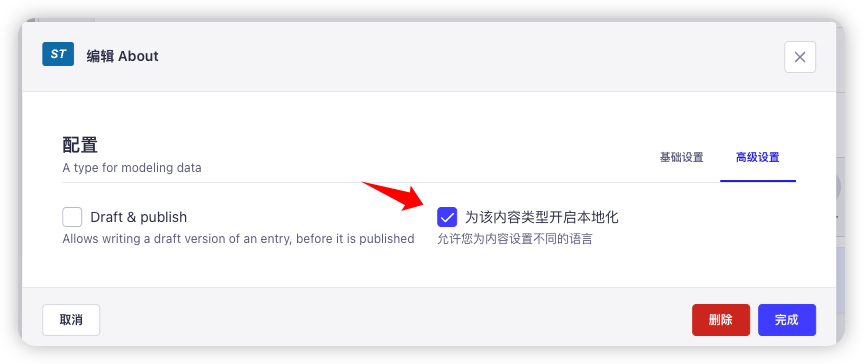 ST 编辑 About
配置
A type for modeling data
基础设置 高级设置
Draft & publish
Allows writing a draft version of an entry, before it is published
为该内容类型开启本地化
允许您为内容设置不同的语言
取消 删除 完成